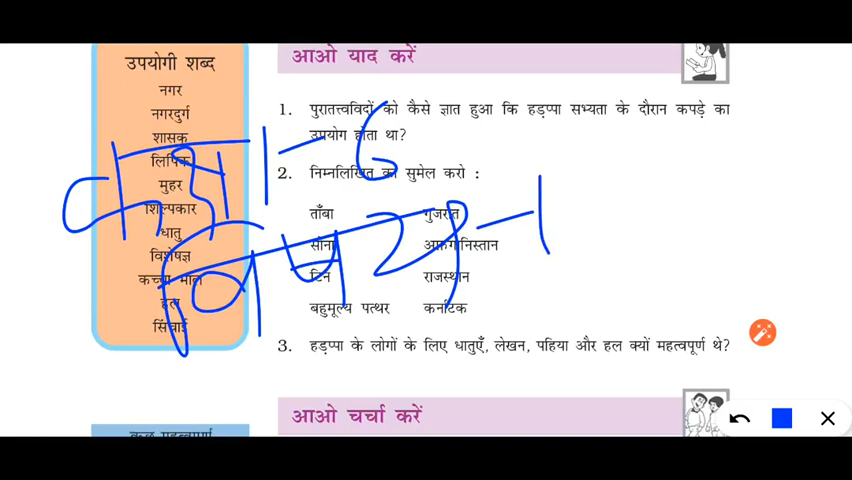 उपयोगी शब्द
नगर
नगरदुर्ग
शासक
लिपिक
मुहर
शिल्पकार
धातु
विशेषज्ञ
कच्चा माल
हल
सिंचाई
आओ याद करें
1. पुरातत्त्वविदों को कैसे ज्ञात हुआ कि हड़प्पा सभ्यता के दौरान कपड़े का
उपयोग होता था?
2. निम्नलिखित का सुमेल करो :
ताँबा गुजरात
सोना अफ़गानिस्तान
टिन राजस्थान
बहुमूल्य पत्थर कर्नाटक
3. हड़प्पा के लोगों के लिए धातुएँ, लेखन, पहिया और हल क्यों महत्वपूर्ण थे?
आओ चर्चा करें
कक्षा - 6
- 1